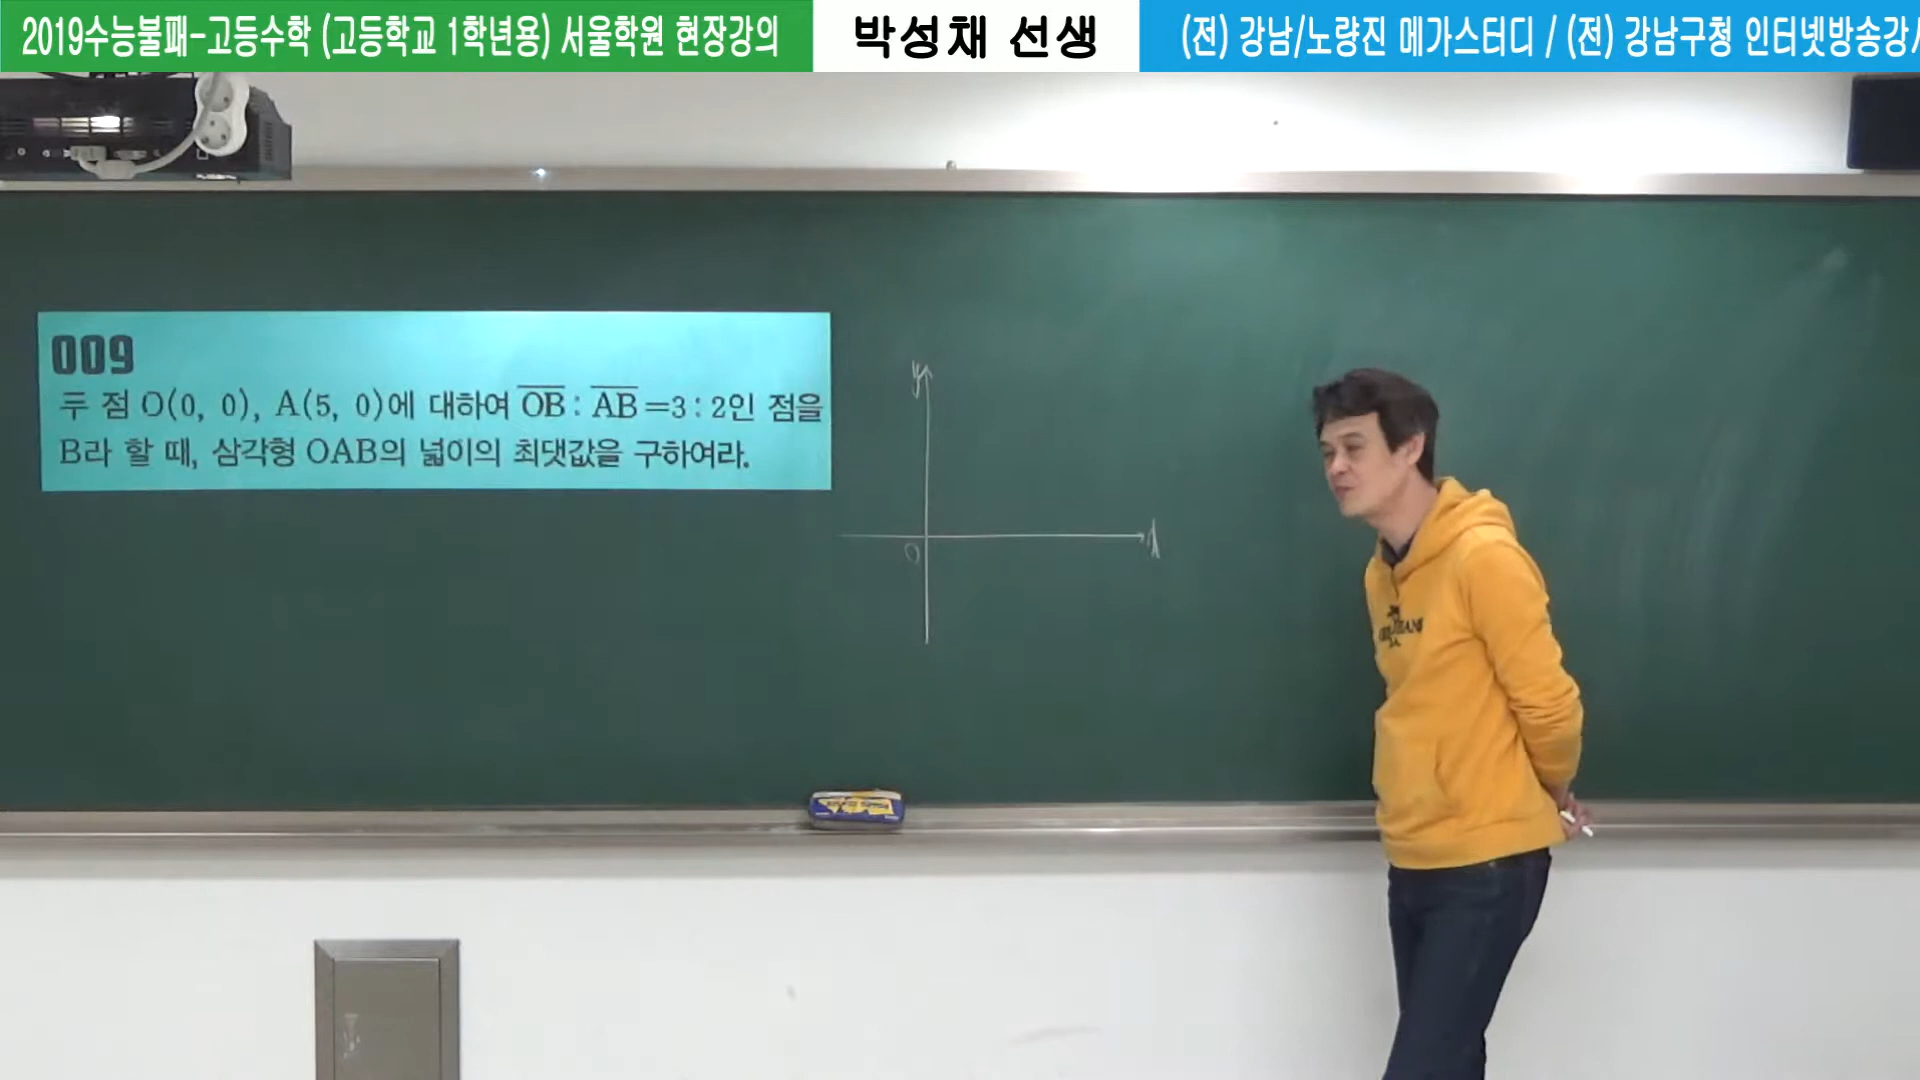 2019수능불패-고등수학 (고등학교 1학년용) 서울학원 현장강의
박성채 선생
(전) 강남/노량진 메가스터디 / (전) 강남구청 인터넷방송강사
009
두 점 O(0, 0), A(5, 0)에 대하여 OB : AB =3 : 2인 점을
B라 할 때, 삼각형 OAB의 넓이의 최댓값을 구하여라.
y
O
x